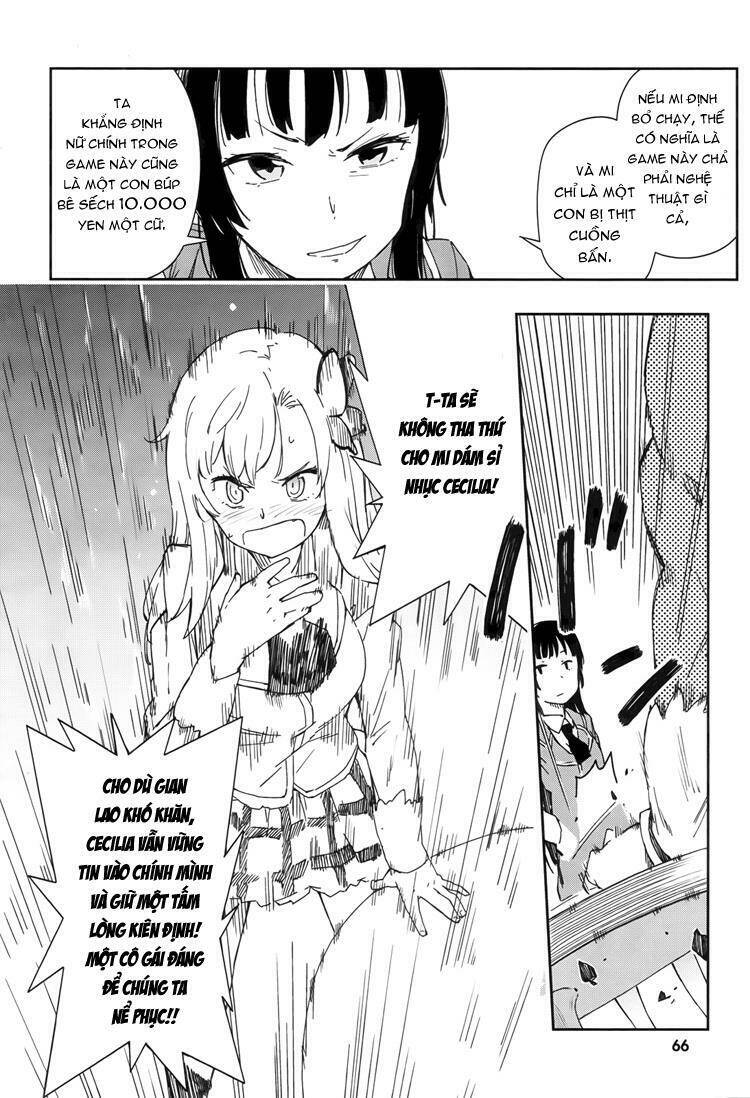 NẾU MI ĐỊNH
BỎ CHẠY, THẾ
CÓ NGHĨA LÀ
GAME NÀY CHẢ
PHẢI NGHỆ
THUẬT GÌ
CẢ,
VÀ MI
CHỈ LÀ MỘT
CON BỊ THỊT
CUỒNG
BẮN.
TA
KHẲNG ĐỊNH
NỮ CHÍNH TRONG
GAME NÀY CŨNG
LÀ MỘT CON BÚP
BÊ SẾCH 10.000
YEN MỘT CỮ.
T-TA SẼ
KHÔNG THA THỨ
CHO MI DÁM SỈ
NHỤC CECILIA!
CHO DÙ GIAN
LAO KHÓ KHĂN,
CECILIA VẪN VỮNG
TIN VÀO CHÍNH MÌNH
VÀ GIỮ MỘT TẤM
LÒNG KIÊN ĐỊNH!
MỘT CÔ GÁI ĐÁNG
ĐỂ CHÚNG TA
NỂ PHỤC!!
66